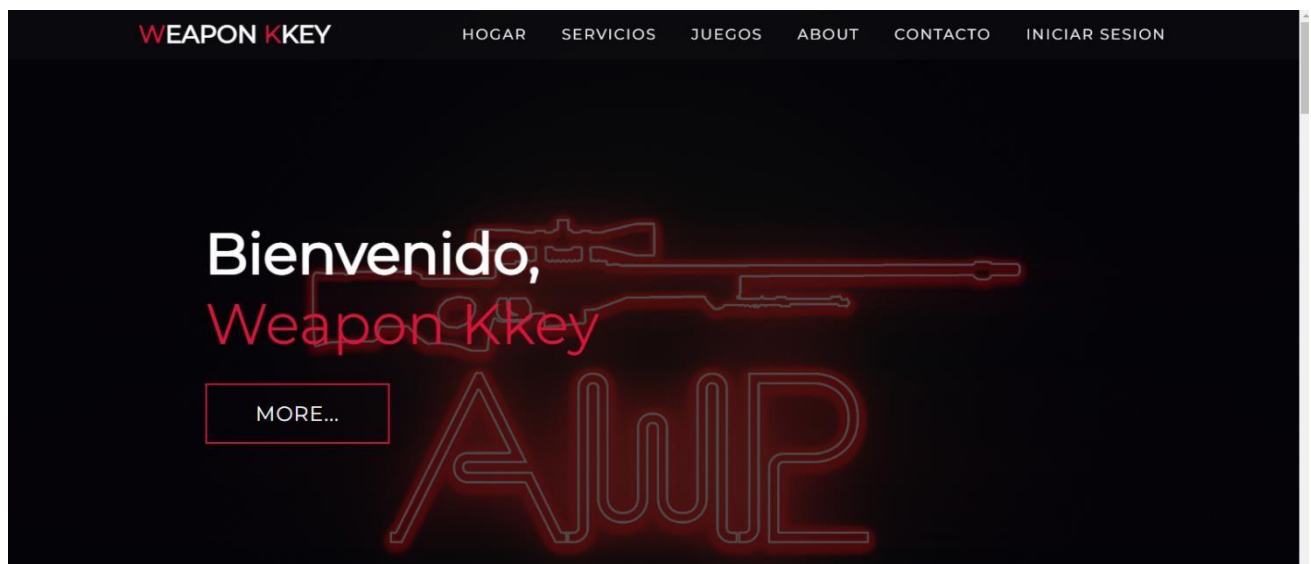 WEAPON KKEY HOGAR SERVICIOS JUEGOS ABOUT CONTACTO INICIAR SESION
Bienvenido,
Weapon Kkey
MORE...
AWP